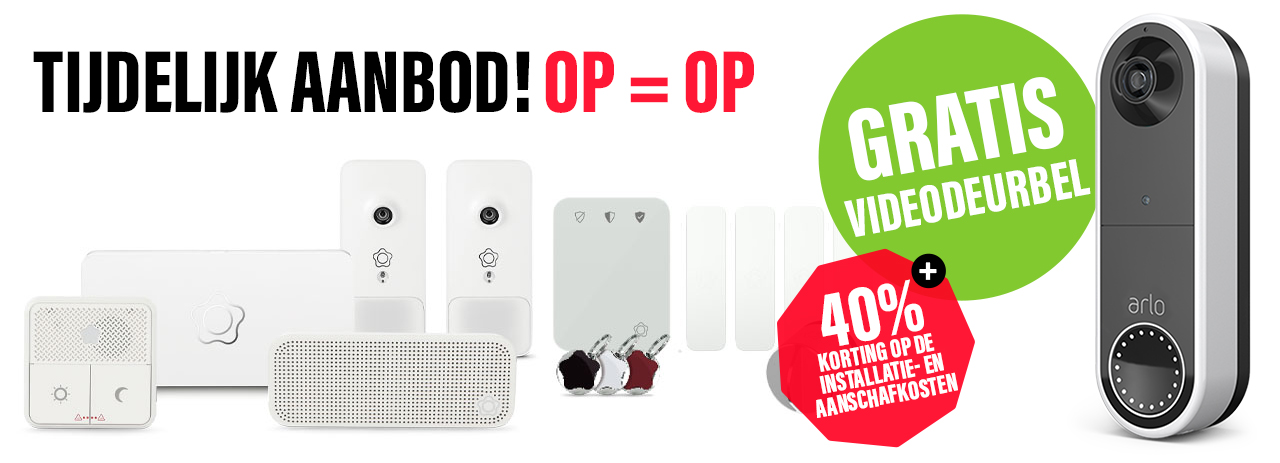 TIJDELIJK AANBOD! OP = OP
GRATIS
VIDEODEURBEL
+
40%
KORTING OP DE
INSTALLATIE- EN
AANSCHAFKOSTEN
arlo